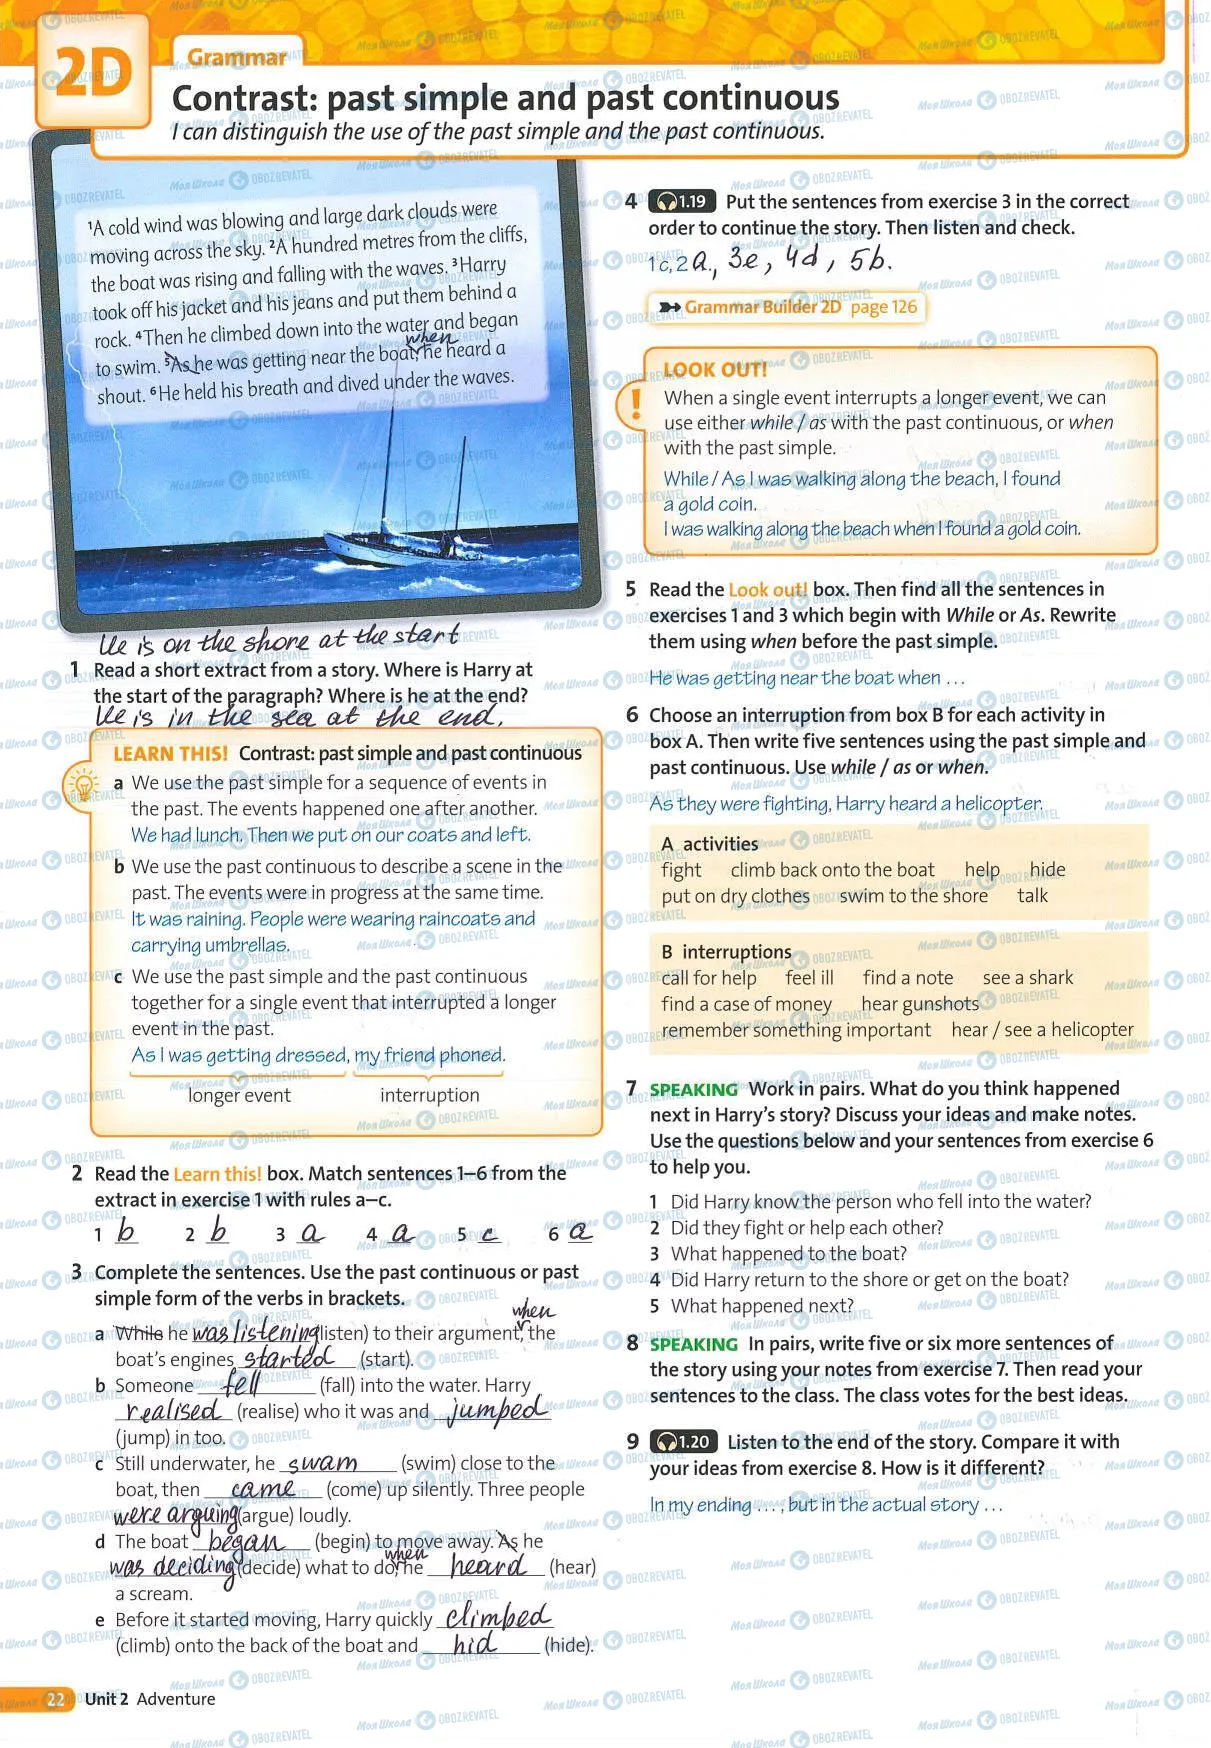 2D
Grammar
Contrast: past simple and past continuous
I can distinguish the use of the past simple and the past continuous.
¹A cold wind was blowing and large dark clouds were
moving across the sky. ²A hundred metres from the cliffs,
the boat was rising and falling with the waves. ³Harry
took off his jacket and his jeans and put them behind a
rock. ⁴Then he climbed down into the water and began
when
to swim. ⁵As he was getting near the boat, he heard a
shout. ⁶He held his breath and dived under the waves.
He is on the shore at the start
1 Read a short extract from a story. Where is Harry at
the start of the paragraph? Where is he at the end?
He is in the sea at the end.
LEARN THIS! Contrast: past simple and past continuous
a We use the past simple for a sequence of events in
the past. The events happened one after another.
We had lunch. Then we put on our coats and left.
b We use the past continuous to describe a scene in the
past. The events were in progress at the same time.
It was raining. People were wearing raincoats and
carrying umbrellas.
c We use the past simple and the past continuous
together for a single event that interrupted a longer
event in the past.
As I was getting dressed, my friend phoned.
longer event interruption
2 Read the Learn this! box. Match sentences 1–6 from the
extract in exercise 1 with rules a–c.
1 b 2 b 3 a 4 a 5 c 6 a
3 Complete the sentences. Use the past continuous or past
simple form of the verbs in brackets.
when
a While he was listening (listen) to their argument, the
boat's engines started (start).
b Someone fell (fall) into the water. Harry
realised (realise) who it was and jumped
(jump) in too.
c Still underwater, he swam (swim) close to the
boat, then came (come) up silently. Three people
were arguing (argue) loudly.
d The boat began (begin) to move away. As he
when
was deciding (decide) what to do, he heard (hear)
a scream.
e Before it started moving, Harry quickly climbed
(climb) onto the back of the boat and hid (hide).
22 Unit 2 Adventure
4 1.19 Put the sentences from exercise 3 in the correct
order to continue the story. Then listen and check.
1 c, 2 a., 3e, 4d, 5b.
Grammar Builder 2D page 126
LOOK OUT!
! When a single event interrupts a longer event, we can
use either while / as with the past continuous, or when
with the past simple.
While / As I was walking along the beach, I found
a gold coin.
I was walking along the beach when I found a gold coin.
5 Read the Look out! box. Then find all the sentences in
exercises 1 and 3 which begin with While or As. Rewrite
them using when before the past simple.
He was getting near the boat when ...
6 Choose an interruption from box B for each activity in
box A. Then write five sentences using the past simple and
past continuous. Use while / as or when.
As they were fighting, Harry heard a helicopter.
A activities
fight climb back onto the boat help hide
put on dry clothes swim to the shore talk
B interruptions
call for help feel ill find a note see a shark
find a case of money hear gunshots
remember something important hear / see a helicopter
7 SPEAKING Work in pairs. What do you think happened
next in Harry's story? Discuss your ideas and make notes.
Use the questions below and your sentences from exercise 6
to help you.
1 Did Harry know the person who fell into the water?
2 Did they fight or help each other?
3 What happened to the boat?
4 Did Harry return to the shore or get on the boat?
5 What happened next?
8 SPEAKING In pairs, write five or six more sentences of
the story using your notes from exercise 7. Then read your
sentences to the class. The class votes for the best ideas.
9 1.20 Listen to the end of the story. Compare it with
your ideas from exercise 8. How is it different?
In my ending ..., but in the actual story ...
Моя Школа OBOZREVATEL